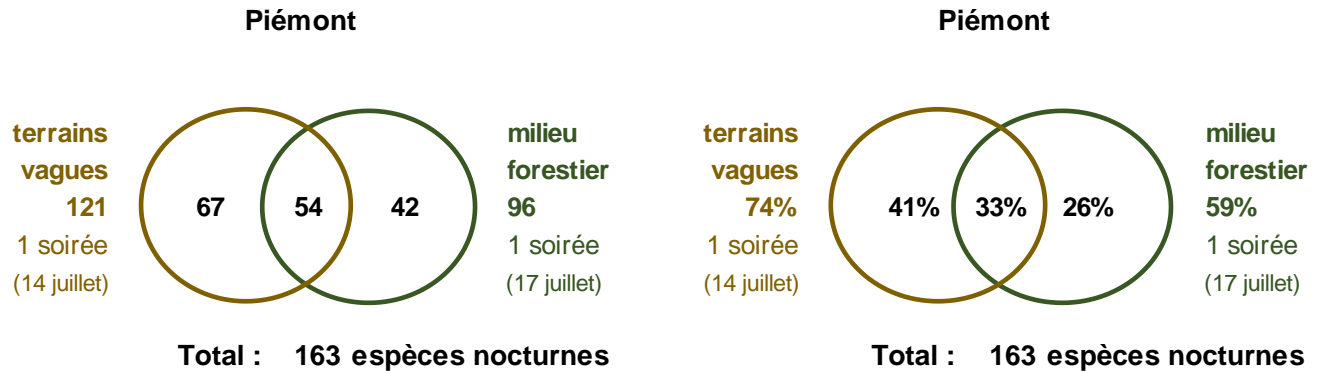 Piémont
terrains
vagues
121
1 soirée
(14 juillet)
67
54
42
milieu
forestier
96
1 soirée
(17 juillet)
Total : 163 espèces nocturnes
Piémont
terrains
vagues
74%
1 soirée
(14 juillet)
41%
33%
26%
milieu
forestier
59%
1 soirée
(17 juillet)
Total : 163 espèces nocturnes